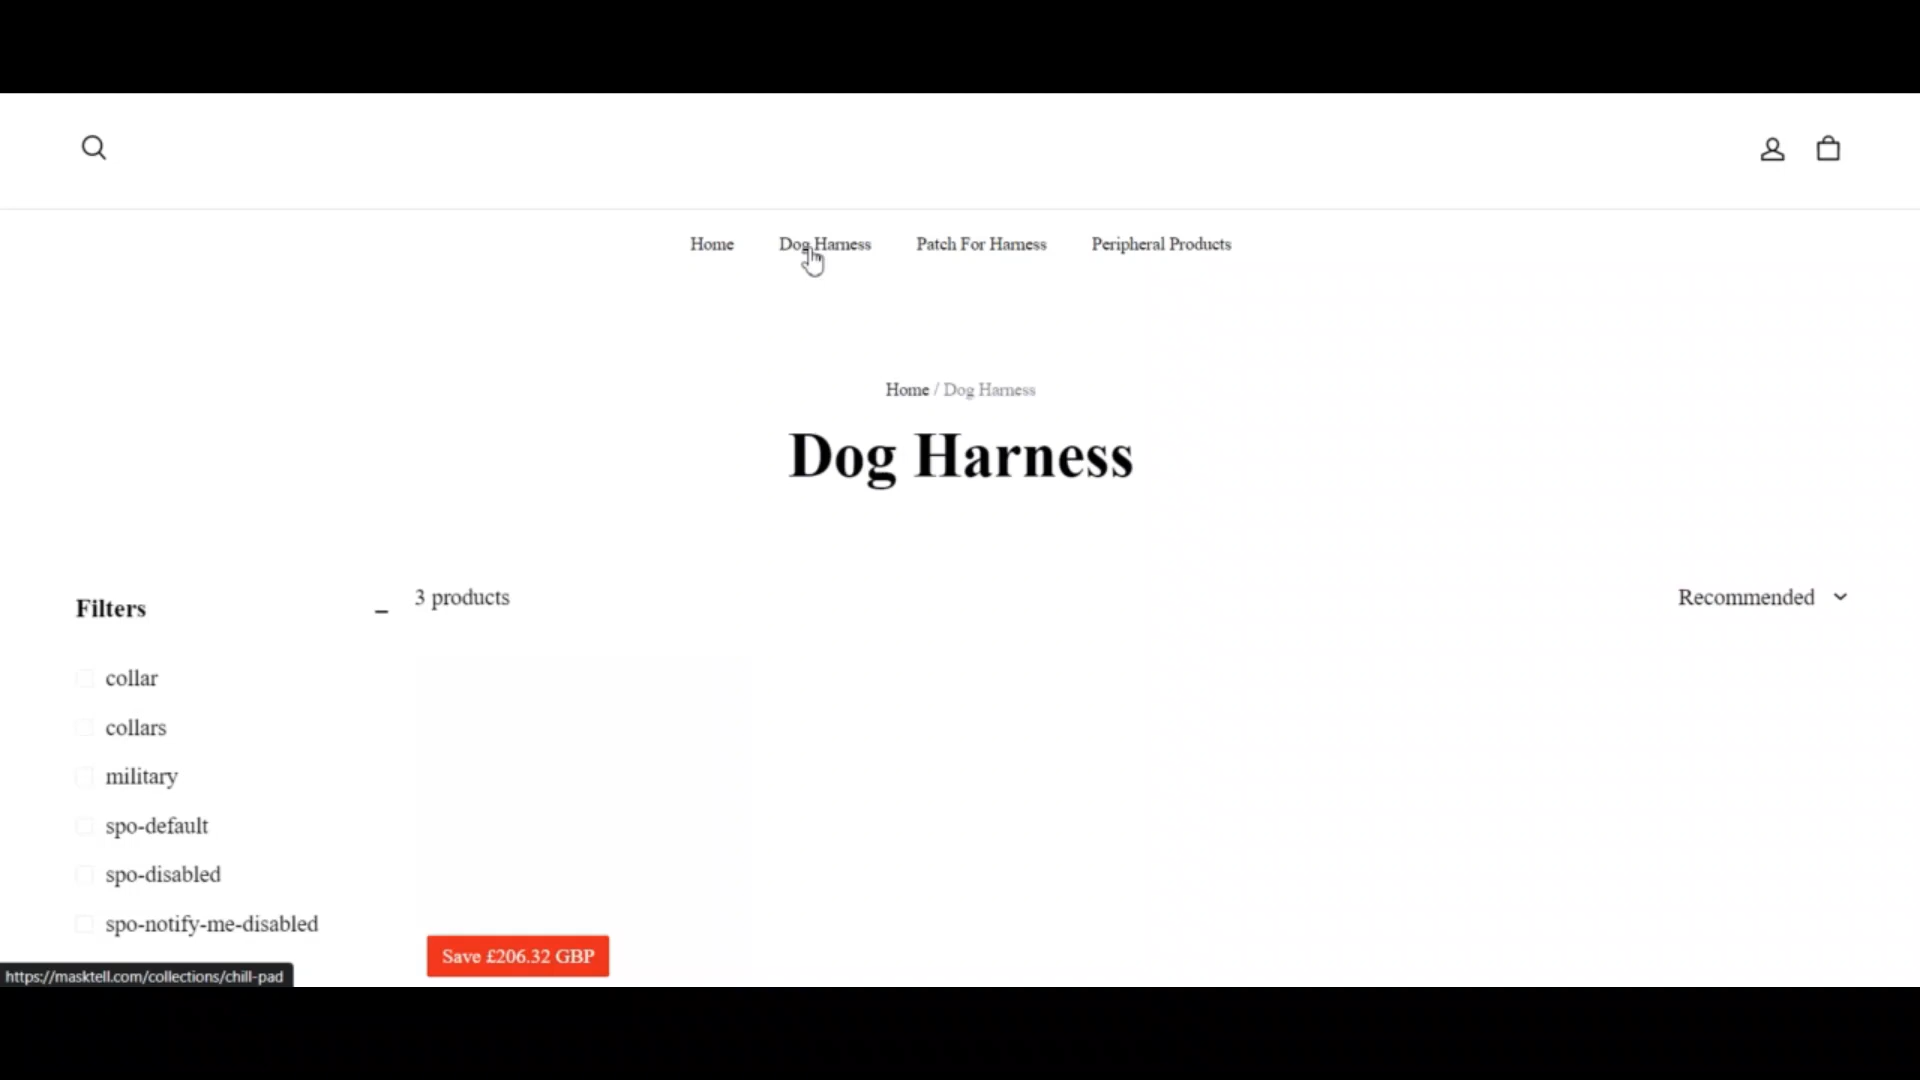 Home Dog Harness Patch For Harness Peripheral Products
Home / Dog Harness
Dog Harness
Filters
3 products
Recommended
collar
collars
military
spo-default
spo-disabled
spo-notify-me-disabled
Save £206.32 GBP
https://masktell.com/collections/chill-pad